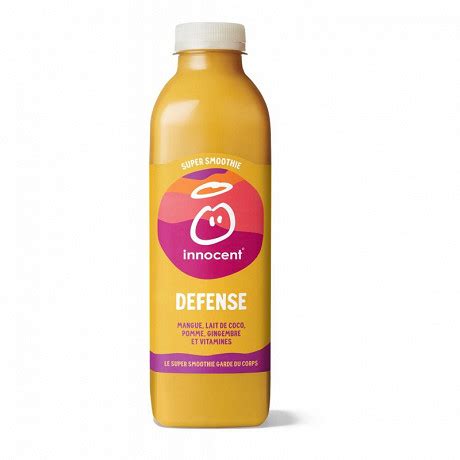 SUPER SMOOTHIE
innocent®
DEFENSE
MANGUE, LAIT DE COCO,
POMME, GINGEMBRE
ET VITAMINES
LE SUPER SMOOTHIE GARDE DU CORPS